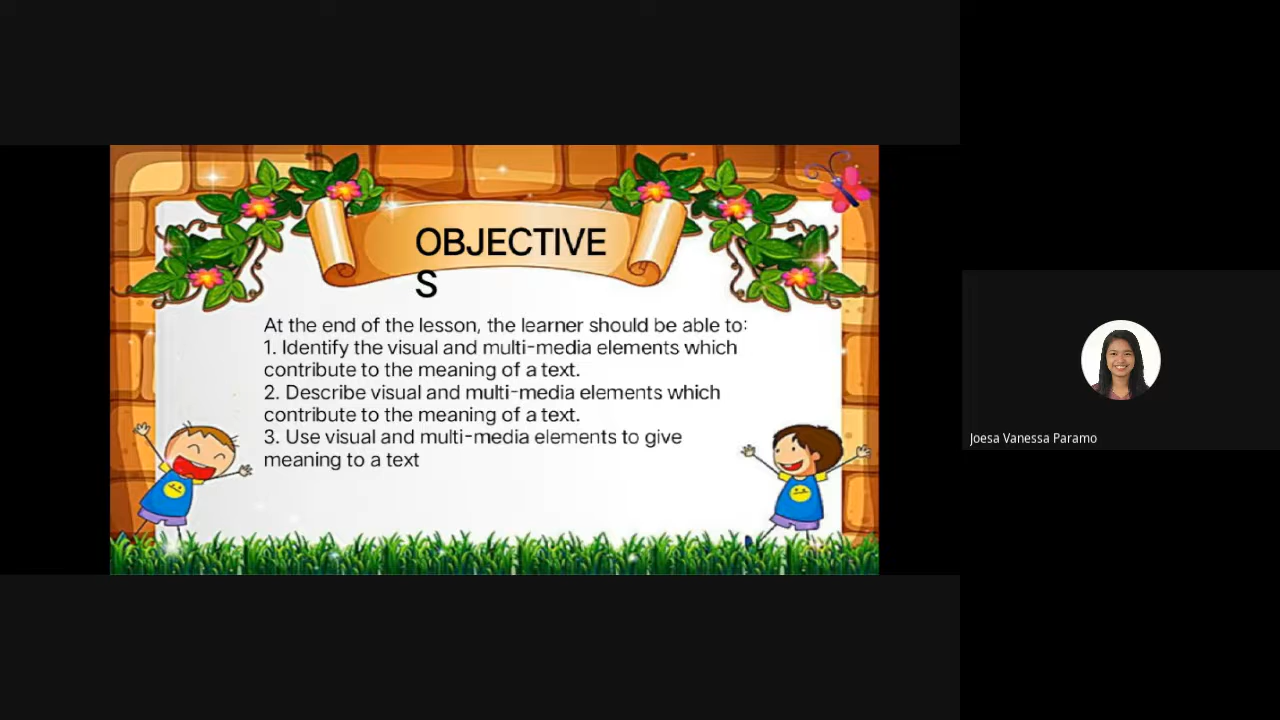 OBJECTIVE
S
At the end of the lesson, the learner should be able to:
1. Identify the visual and multi-media elements which
contribute to the meaning of a text.
2. Describe visual and multi-media elements which
contribute to the meaning of a text.
3. Use visual and multi-media elements to give
meaning to a text
Joesa Vanessa Paramo